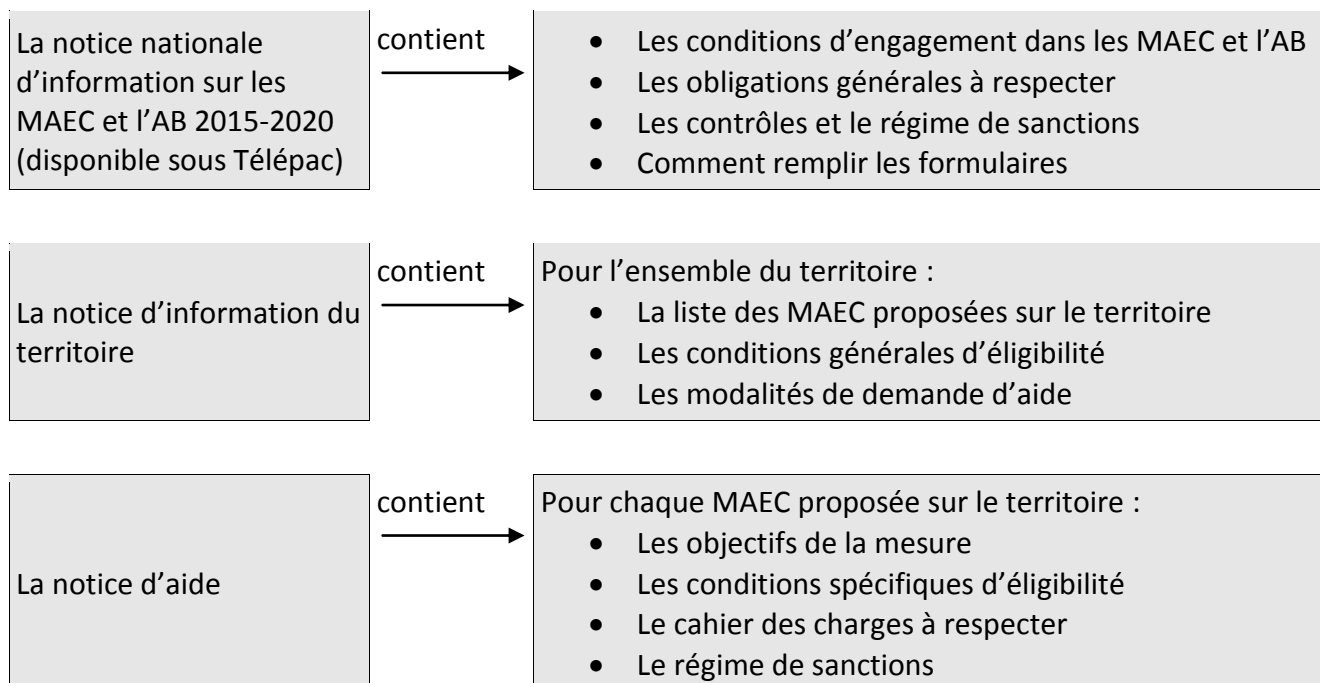 La notice nationale
d’information sur les
MAEC et l’AB 2015-2020
(disponible sous Télépac)
contient
• Les conditions d’engagement dans les MAEC et l’AB
• Les obligations générales à respecter
• Les contrôles et le régime de sanctions
• Comment remplir les formulaires
La notice d’information du
territoire
contient
Pour l’ensemble du territoire :
• La liste des MAEC proposées sur le territoire
• Les conditions générales d’éligibilité
• Les modalités de demande d’aide
La notice d’aide
contient
Pour chaque MAEC proposée sur le territoire :
• Les objectifs de la mesure
• Les conditions spécifiques d’éligibilité
• Le cahier des charges à respecter
• Le régime de sanctions